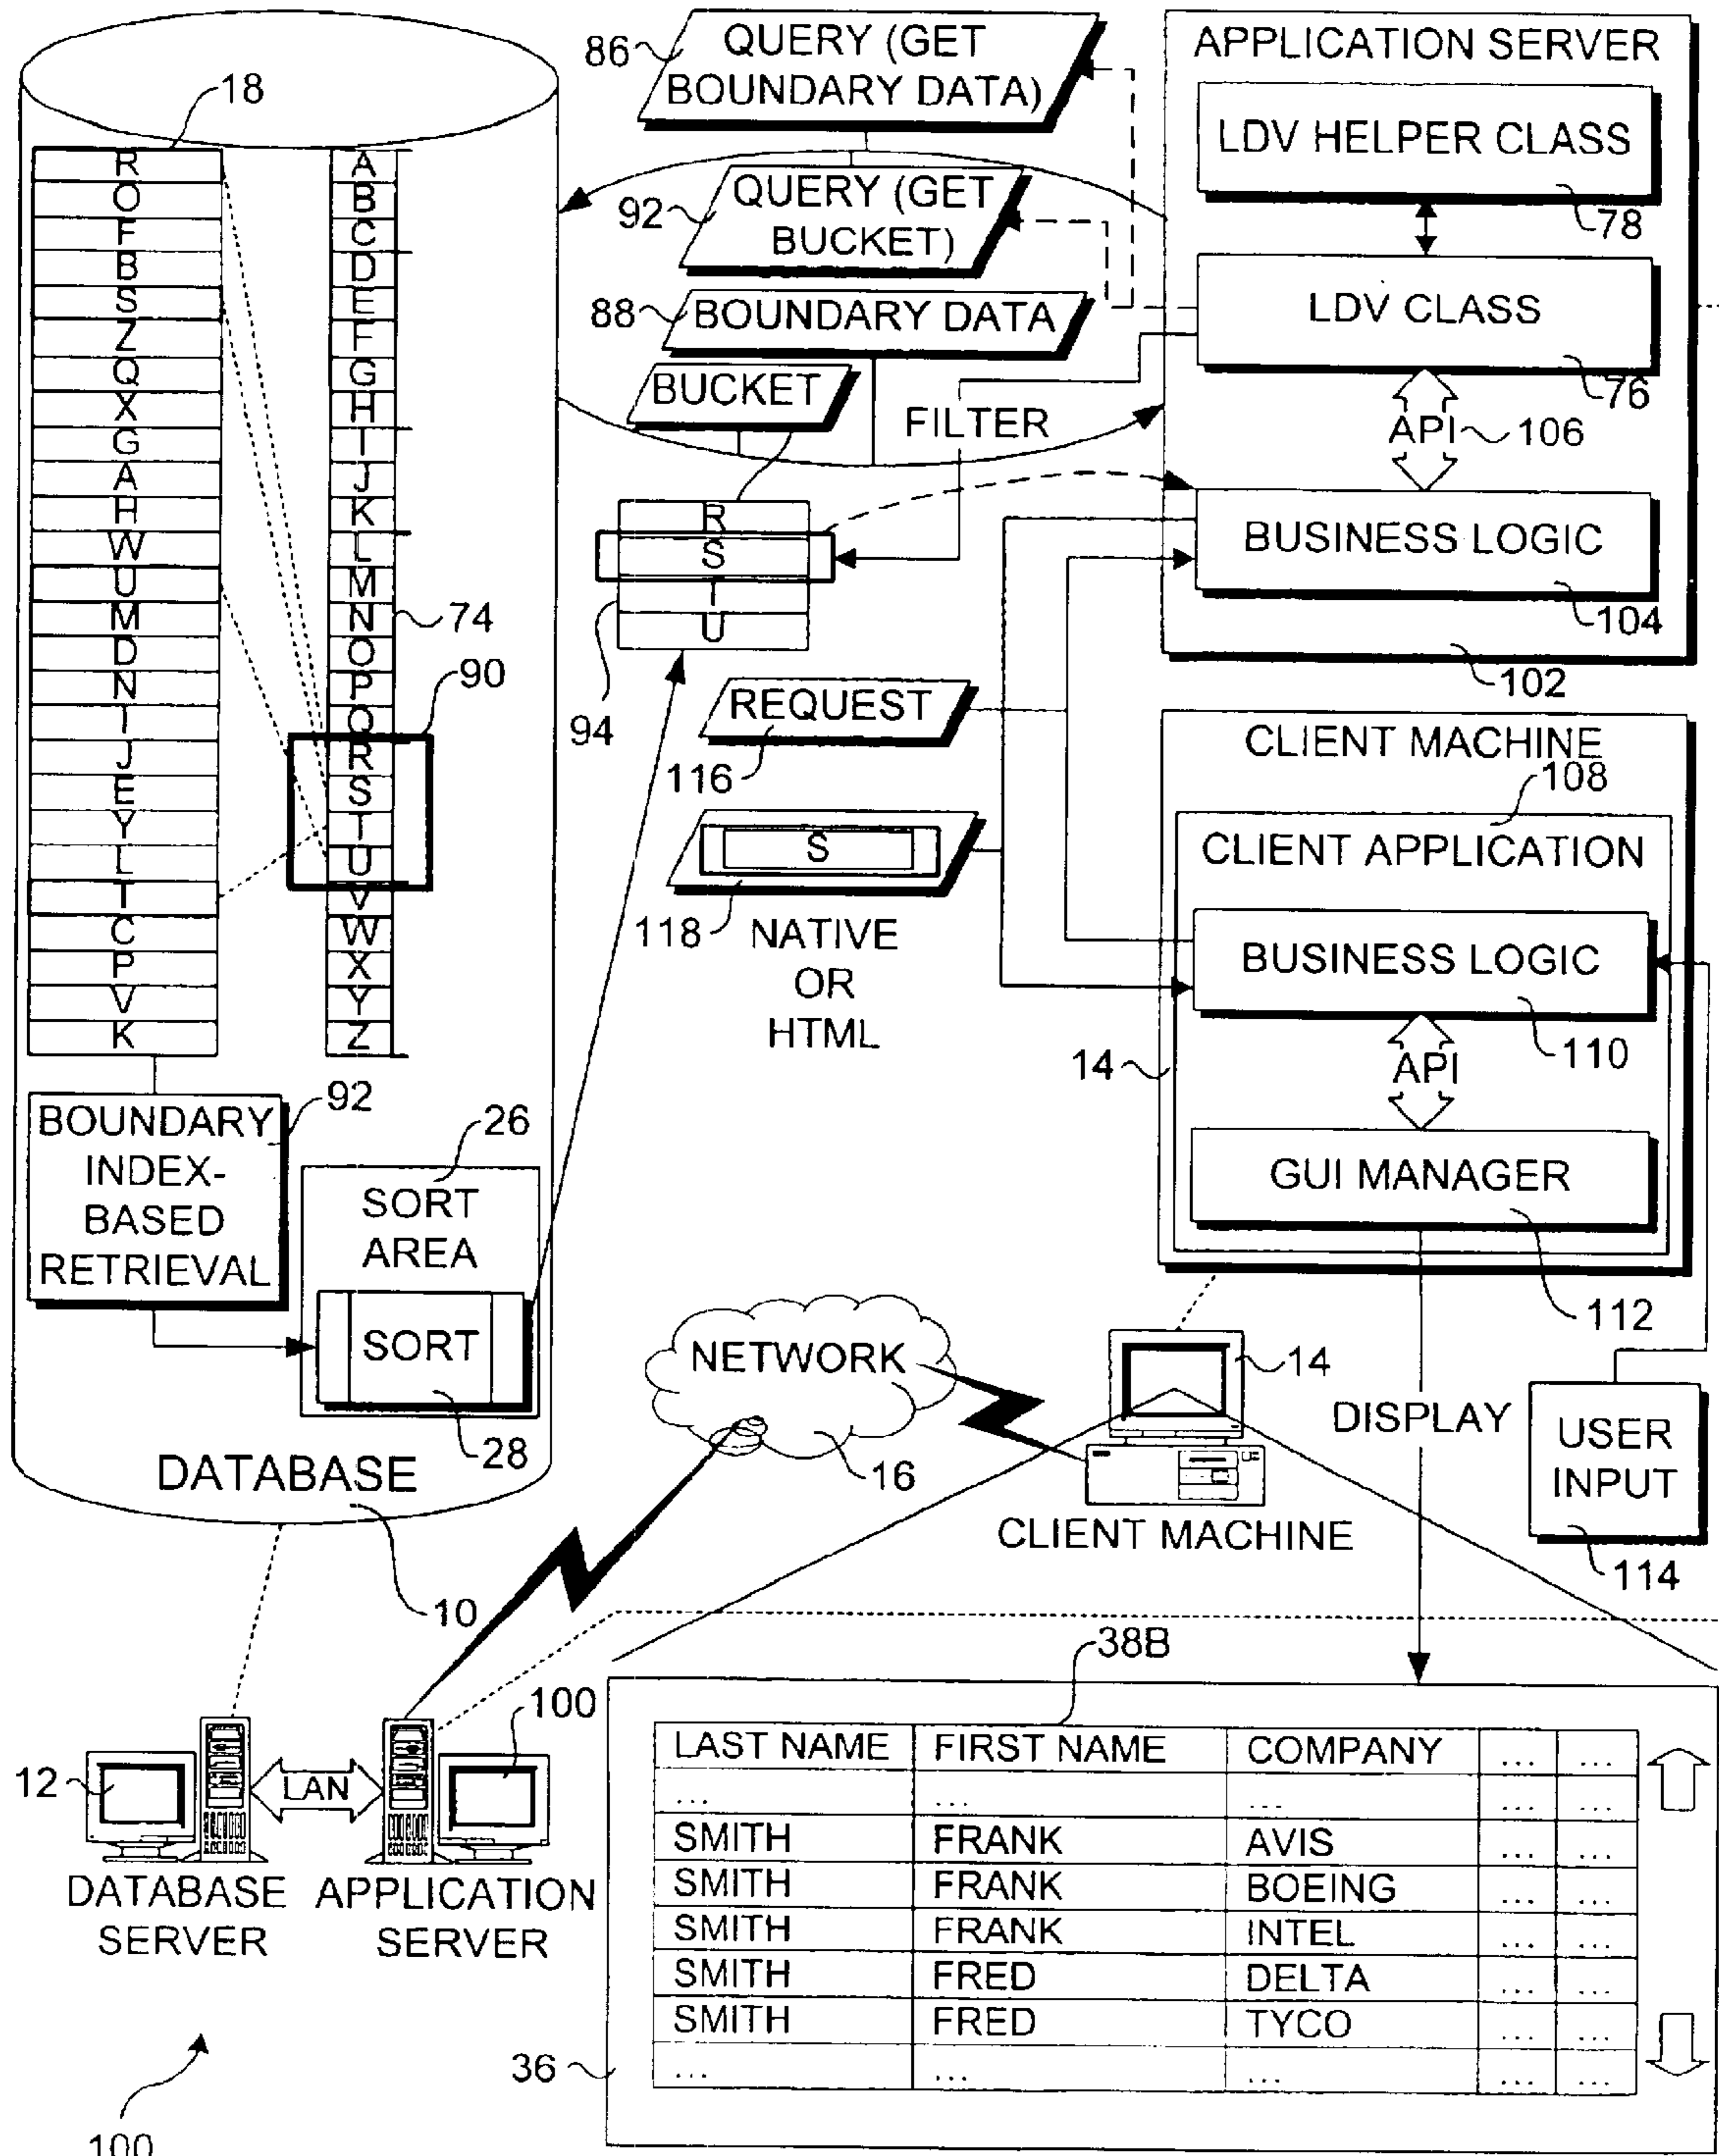 86
QUERY (GET
BOUNDARY DATA)
92
QUERY (GET
BUCKET)
88
BOUNDARY DATA
BUCKET
FILTER
18
R
O
F
B
S
Z
Q
X
G
A
H
W
U
M
D
N
I
J
E
Y
L
T
C
P
V
K
A
B
C
D
E
F
G
H
I
J
K
L
M
N
O
P
Q
R
S
T
U
V
W
X
Y
Z
74
90
92
BOUNDARY
INDEX-
BASED
RETRIEVAL
26
SORT
AREA
SORT
28
DATABASE
10
R
S
T
U
94
REQUEST
116
S
118
NATIVE
OR
HTML
APPLICATION SERVER
LDV HELPER CLASS
78
LDV CLASS
76
API
106
BUSINESS LOGIC
104
102
CLIENT MACHINE
108
CLIENT APPLICATION
BUSINESS LOGIC
110
14
API
GUI MANAGER
112
NETWORK
16
14
CLIENT MACHINE
DISPLAY
USER
INPUT
114
12
LAN
100
DATABASE
SERVER
APPLICATION
SERVER
100
38B
36
LAST NAME FIRST NAME COMPANY ... ...
... ... ... ... ...
SMITH FRANK AVIS ... ...
SMITH FRANK BOEING ... ...
SMITH FRANK INTEL ... ...
SMITH FRED DELTA ... ...
SMITH FRED TYCO ... ...
... ... ... ... ...